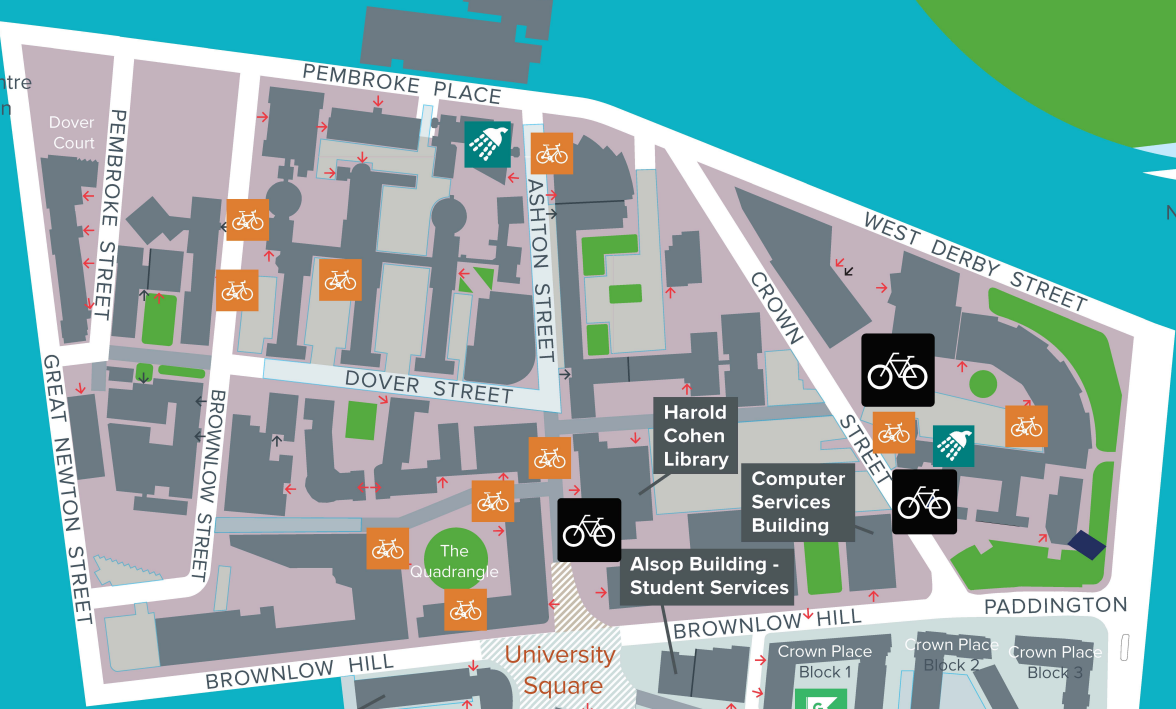 PEMBROKE PLACE
ntre
n
Dover
Court
PEMBROKE STREET
ASHTON STREET
WEST DERBY STREET
N
CROWN
STREET
GREAT NEWTON STREET
BROWNLOW STREET
DOVER STREET
Harold
Cohen
Library
Computer
Services
Building
The
Quadrangle
Alsop Building -
Student Services
PADDINGTON
BROWNLOW HILL
BROWNLOW HILL
University
Square
Crown Place
Block 1
Crown Place
Block 2
Crown Place
Block 3
G